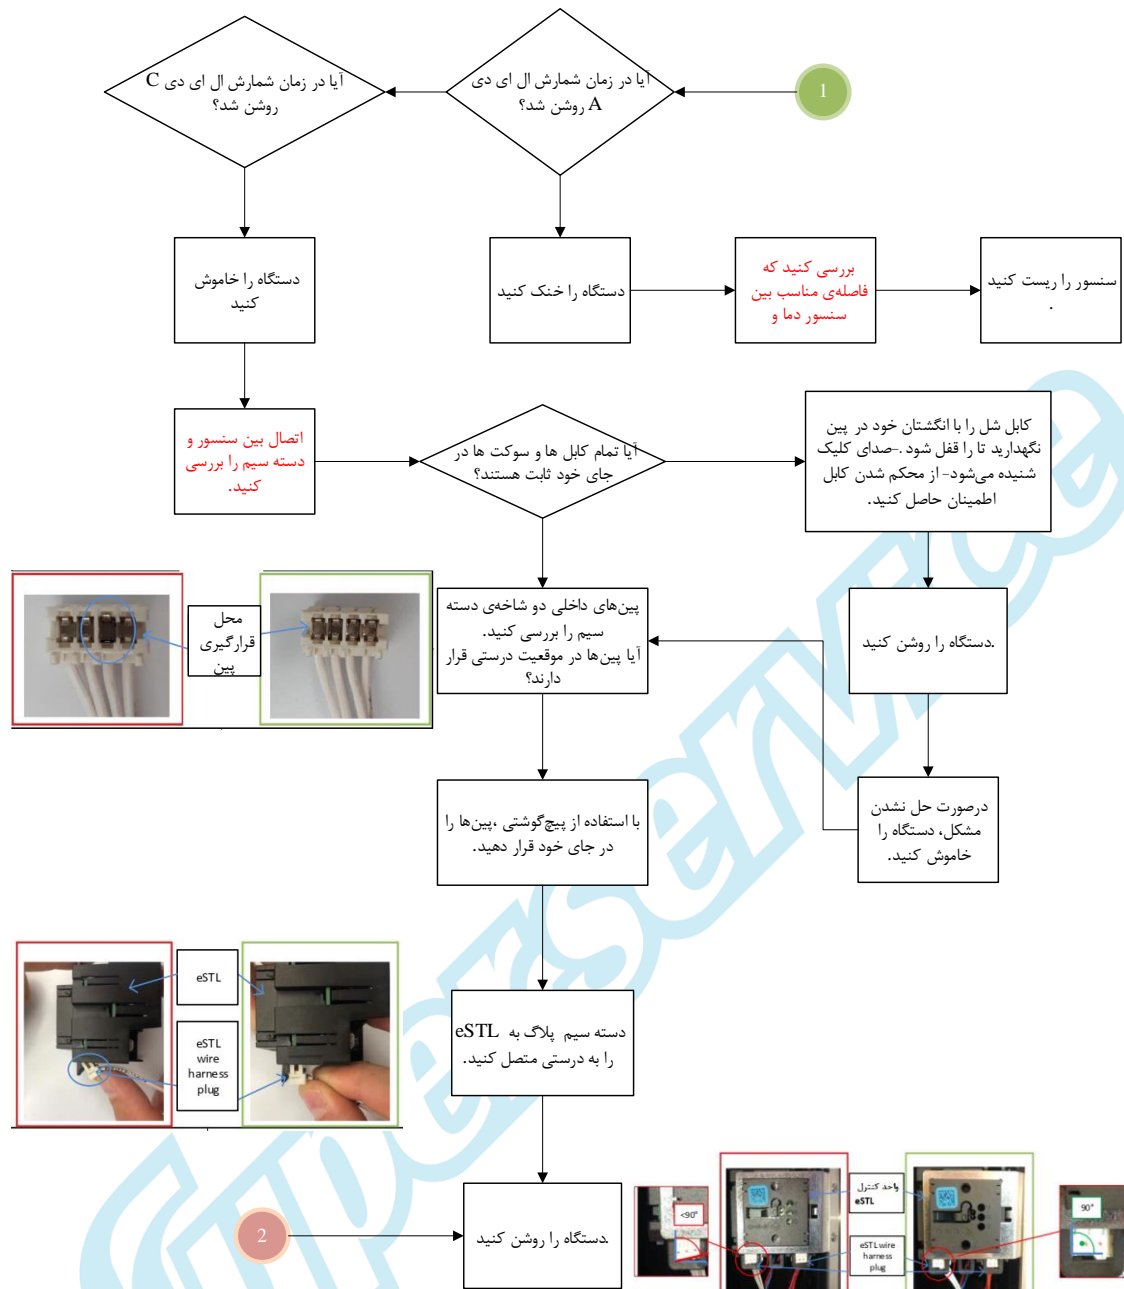 آیا در زمان شمارش ال ای دی C
روشن شد؟
آیا در زمان شمارش ال ای دی
A روشن شد؟
1
دستگاه را خاموش
کنید
دستگاه را خنک کنید
بررسی کنید که
فاصله‌ی مناسب بین
سنسور دما و
سنسور را ریست کنید
.
اتصال بین سنسور و
دسته سیم را بررسی
کنید.
آیا تمام کابل ها و سوکت ها در
جای خود ثابت هستند؟
کابل شل را با انگشتان خود در پین
نگهدارید تا را قفل شود .-صدای کلیک
شنیده می‌شود- از محکم شدن کابل
اطمینان حاصل کنید.
محل
قرارگیری
پین
پین‌های داخلی دو شاخه‌ی دسته
سیم را بررسی کنید.
آیا پین‌ها در موقعیت درستی قرار
دارند؟
.دستگاه را روشن کنید
با استفاده از پیچ‌گوشتی ،پین‌ها را
در جای خود قرار دهید.
درصورت حل نشدن
مشکل، دستگاه را
خاموش کنید.
eSTL
eSTL
wire
harness
plug
دسته سیم پلاگ به eSTL
را به درستی متصل کنید.
2
.دستگاه را روشن کنید
<90°
واحد کنترل
eSTL
eSTL wire
harness
plug
90°
Superservice